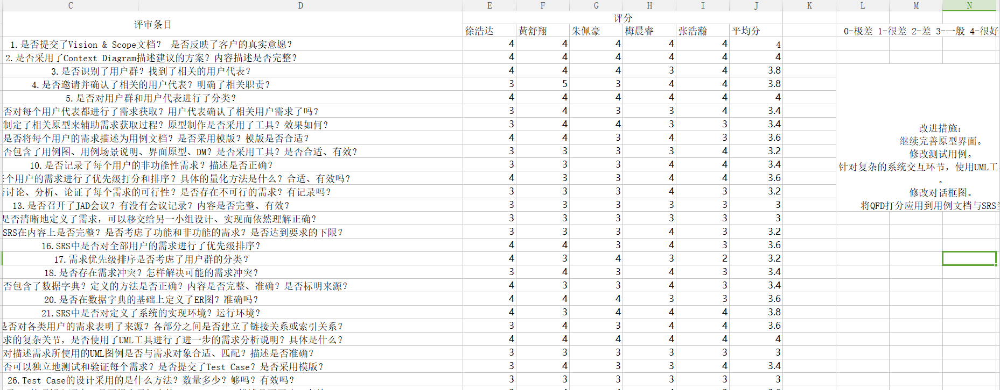 C D E F G H I J K L M N
评审条目 评分
徐浩达 黄舒翔 朱佩豪 梅晨睿 张浩瀚 平均分 0-极差 1-很差 2-差 3-一般 4-很好
1.是否提交了Vision & Scope文档？ 是否反映了客户的真实意愿？ 4 4 4 4 4 4
2.是否采用了Context Diagram描述建议的方案？内容描述是否完整？ 4 4 4 4 4 4
3.是否识别了用户群？找到了相关的用户代表？ 4 4 4 3 4 3.8
4.是否邀请并确认了相关的用户代表？明确了相关职责？ 3 5 3 4 4 3.8
5.是否对用户群和用户代表进行了分类？ 4 4 4 4 4 4
否对每个用户代表都进行了需求获取？用户代表确认了相关用户需求了吗？ 3 4 3 3 4 3.4
制定了相关原型来辅助需求获取过程？原型制作是否采用了工具？效果如何？ 3 4 4 3 3 3.4
是否将每个用户的需求描述为用例文档？是否采用模版？模版是否合适？ 4 4 3 4 3 3.6
否包含了用例图、用例场景说明、界面原型、DM？是否采用工具？是否合适、有效？ 3 3 3 3 4 3.2
10.是否记录了每个用户的非功能性需求？描述是否正确？ 3 3 3 4 4 3.4
个用户的需求进行了优先级打分和排序？具体的量化方法是什么？合适、有效吗？ 4 3 3 4 4 3.6
讨论、分析、论证了每个需求的可行性？是否存在不可行的需求？有记录吗？ 3 3 3 4 3 3.2
13.是否召开了JAD会议？有没有会议记录？内容是否完整、有效？ 3 3 3 3 3 3
是否清晰地定义了需求，可以移交给另一小组设计、实现而依然理解正确？ 3 3 3 3 3 3
SRS在内容上是否完整？是否考虑了功能和非功能的需求？是否达到要求的下限？ 3 3 3 4 3 3.2
16.SRS中是否对全部用户的需求进行了优先级排序？ 4 4 3 4 3 3.6
17.需求优先级排序是否考虑了用户群的分类？ 4 3 4 3 2 3.2
18.是否存在需求冲突？怎样解决可能的需求冲突？ 3 4 3 4 3 3.4
否包含了数据字典？定义的方法是否正确？内容是否完整、准确？是否标明来源？ 4 3 3 4 3 3.4
20.是否在数据字典的基础上定义了ER图？准确吗？ 4 4 4 3 3 3.6
21.SRS中是否对定义了系统的实现环境？运行环境？ 4 3 4 4 4 3.8
是否对各类用户的需求表明了来源？各部分之间是否建立了链接关系或索引关系？ 3 4 3 4 4 3.6
求的复杂关节，是否使用了UML工具进行了进一步的需求分析说明？具体是什么？ 4 4 4 4 4 4
对描述需求所使用的UML图例是否与需求对象合适、匹配？描述是否准确？ 3 3 3 3 3 3
否可以独立地测试和验证每个需求？是否提交了Test Case？是否采用模版？ 3 4 3 3 4 3.4
26.Test Case的设计采用的是什么方法？数量多少？够吗？有效吗？ 3 3 3 3 3 3
改进措施：
继续完善原型界面。
修改测试用例。
针对复杂的系统交互环节，使用UML工
。
修改对话框图。
将QFD打分应用到用例文档与SRS